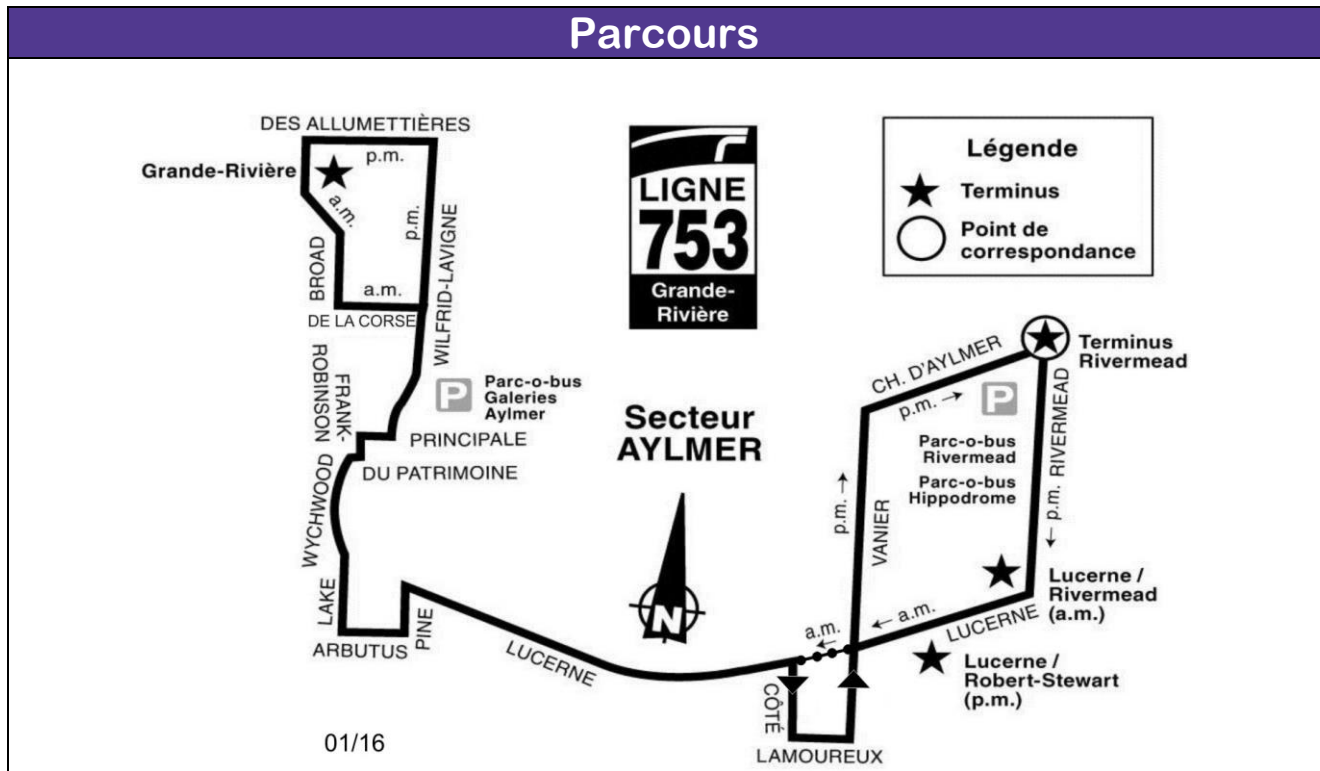 Parcours
DES ALLUMETTIÈRES
p.m.
Grande-Rivière
a.m.
p.m.
BROAD
a.m.
WILFRID-LAVIGNE
DE LA CORSE
FRANK-
ROBINSON
P
Parc-o-bus
Galeries
Aylmer
PRINCIPALE
DU PATRIMOINE
WYCHWOOD
LAKE
ARBUTUS
PINE
LUCERNE
01/16
LIGNE
753
Grande-
Rivière
Secteur
AYLMER
N
Légende
Terminus
Point de
correspondance
Terminus
Rivermead
CH. D'AYLMER
p.m.
P
Parc-o-bus
Rivermead
Parc-o-bus
Hippodrome
RIVERMEAD
p.m.
p.m.
VANIER
Lucerne /
Rivermead
(a.m.)
a.m.
LUCERNE
a.m.
Lucerne /
Robert-Stewart
(p.m.)
CÔTÉ
LAMOUREUX